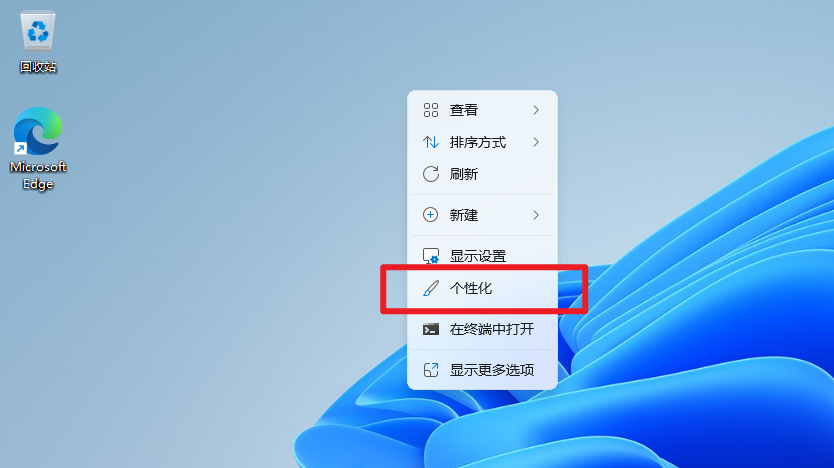 回收站
Microsoft
Edge
查看
排序方式
刷新
新建
显示设置
个性化
在终端中打开
显示更多选项